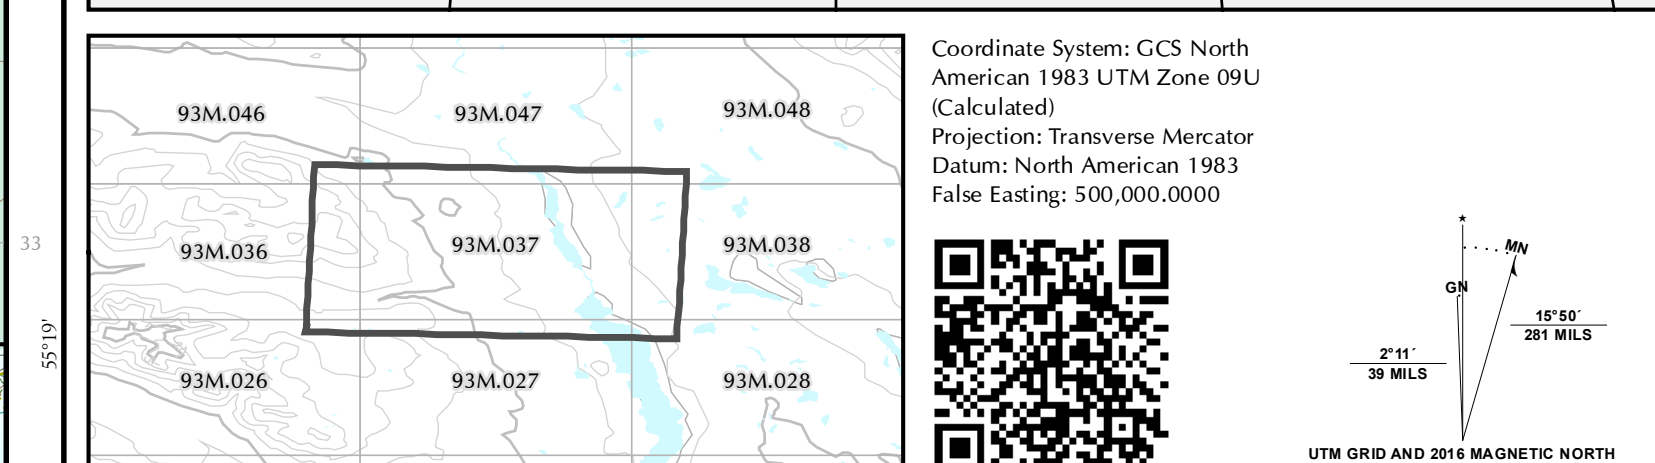 33
55°19'
93M.046
93M.047
93M.048
93M.036
93M.037
93M.038
93M.026
93M.027
93M.028
Coordinate System: GCS North
American 1983 UTM Zone 09U
(Calculated)
Projection: Transverse Mercator
Datum: North American 1983
False Easting: 500,000.0000
MN
GN
15°50´
281 MILS
2°11´
39 MILS
UTM GRID AND 2016 MAGNETIC NORTH